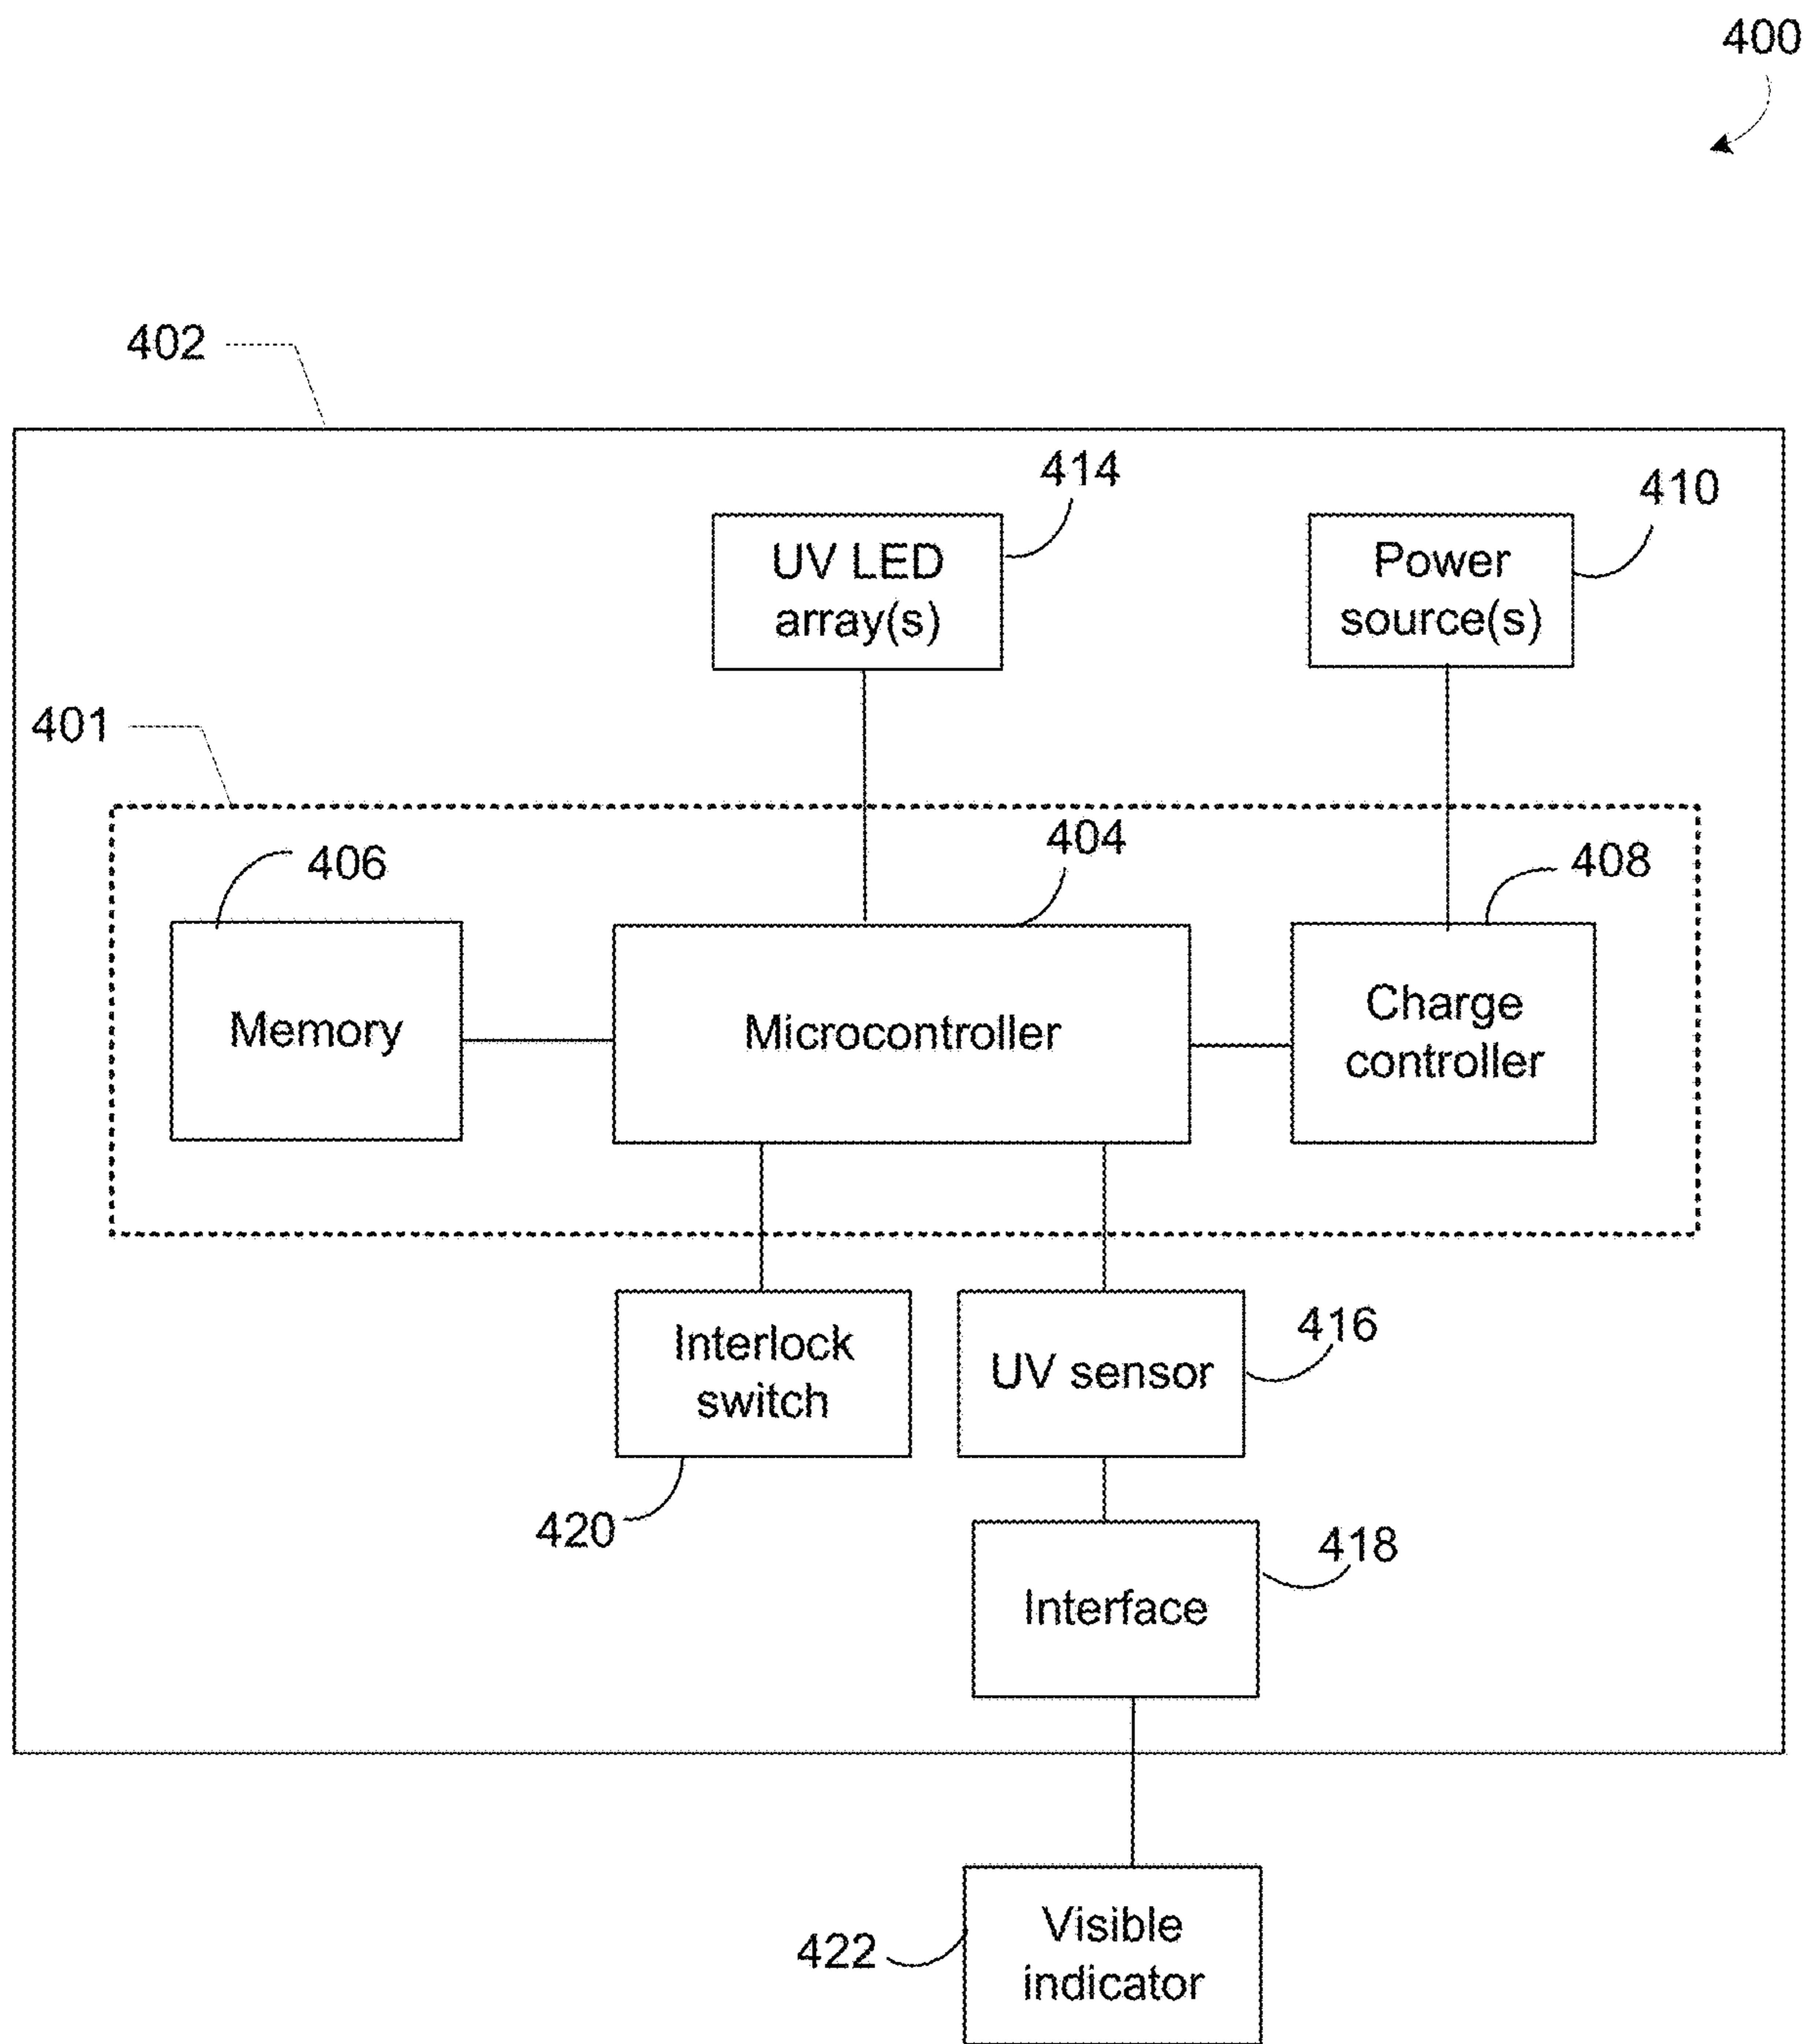 400
402
414
410
UV LED
array(s)
Power
source(s)
401
404
406
408
Memory
Microcontroller
Charge
controller
Interlock
switch
416
UV sensor
420
418
Interface
422
Visible
indicator